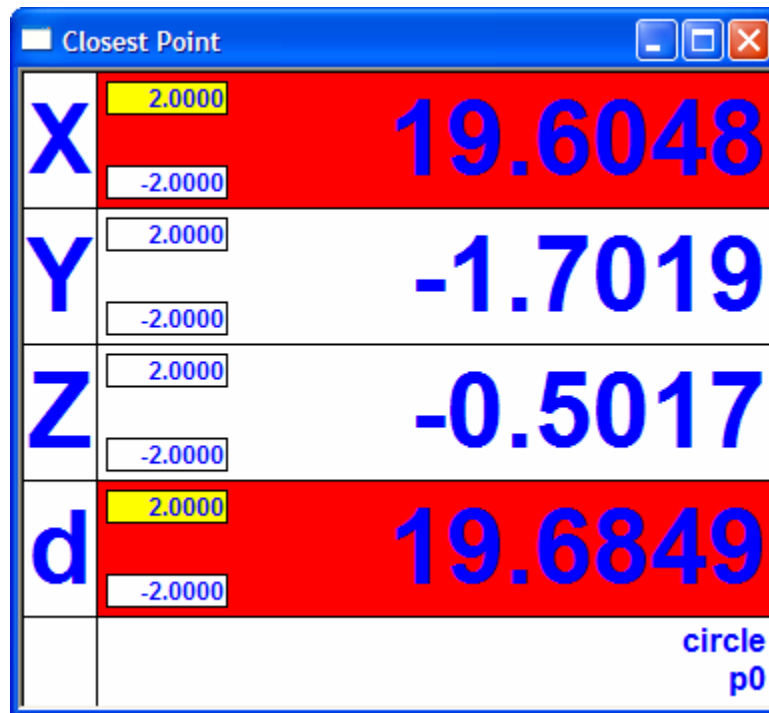 Closest Point
X 2.0000 19.6048
-2.0000
Y 2.0000 -1.7019
-2.0000
Z 2.0000 -0.5017
-2.0000
d 2.0000 19.6849
-2.0000
circle
p0